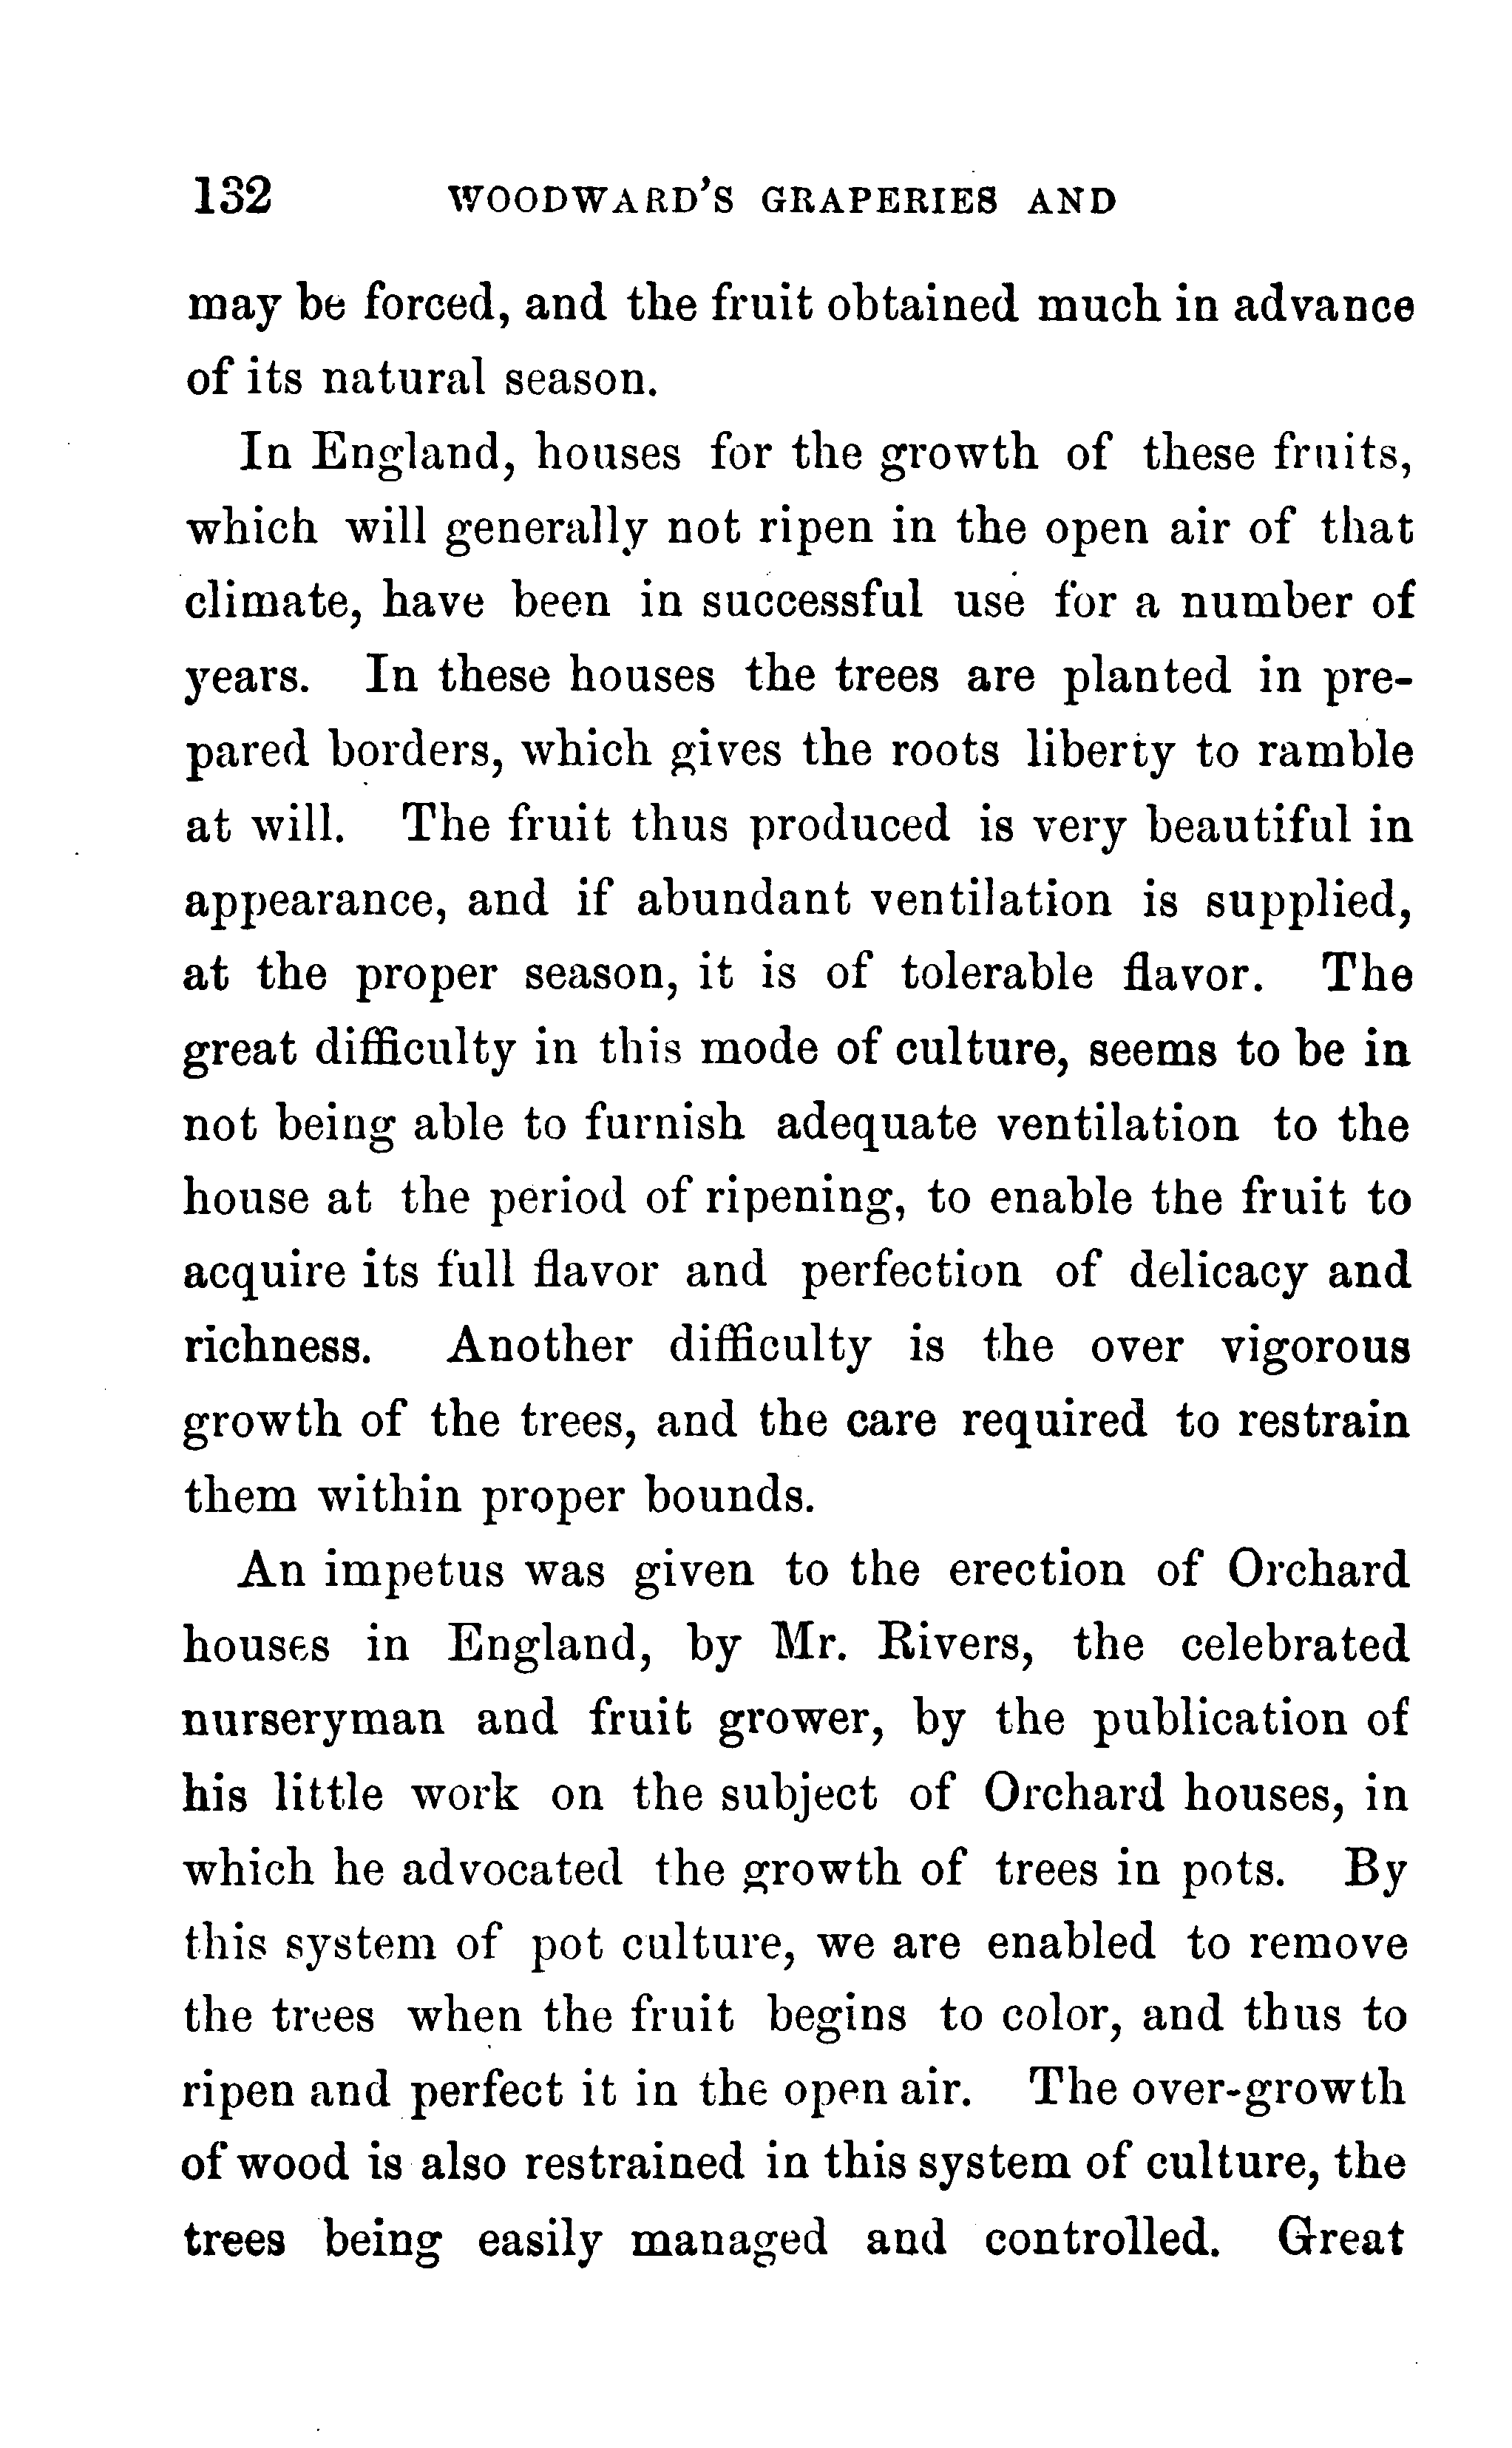 132 WOODWARD'S GRAPERIES AND
may be forced, and the fruit obtained much in advance
of its natural season.
In England, houses for the growth of these fruits,
which will generally not ripen in the open air of that
climate, have been in successful use for a number of
years. In these houses the trees are planted in pre-
pared borders, which gives the roots liberty to ramble
at will. The fruit thus produced is very beautiful in
appearance, and if abundant ventilation is supplied,
at the proper season, it is of tolerable flavor. The
great difficulty in this mode of culture, seems to be in
not being able to furnish adequate ventilation to the
house at the period of ripening, to enable the fruit to
acquire its full flavor and perfection of delicacy and
richness. Another difficulty is the over vigorous
growth of the trees, and the care required to restrain
them within proper bounds.
An impetus was given to the erection of Orchard
houses in England, by Mr. Rivers, the celebrated
nurseryman and fruit grower, by the publication of
his little work on the subject of Orchard houses, in
which he advocated the growth of trees in pots. By
this system of pot culture, we are enabled to remove
the trees when the fruit begins to color, and thus to
ripen and perfect it in the open air. The over-growth
of wood is also restrained in this system of culture, the
trees being easily managed and controlled. Great